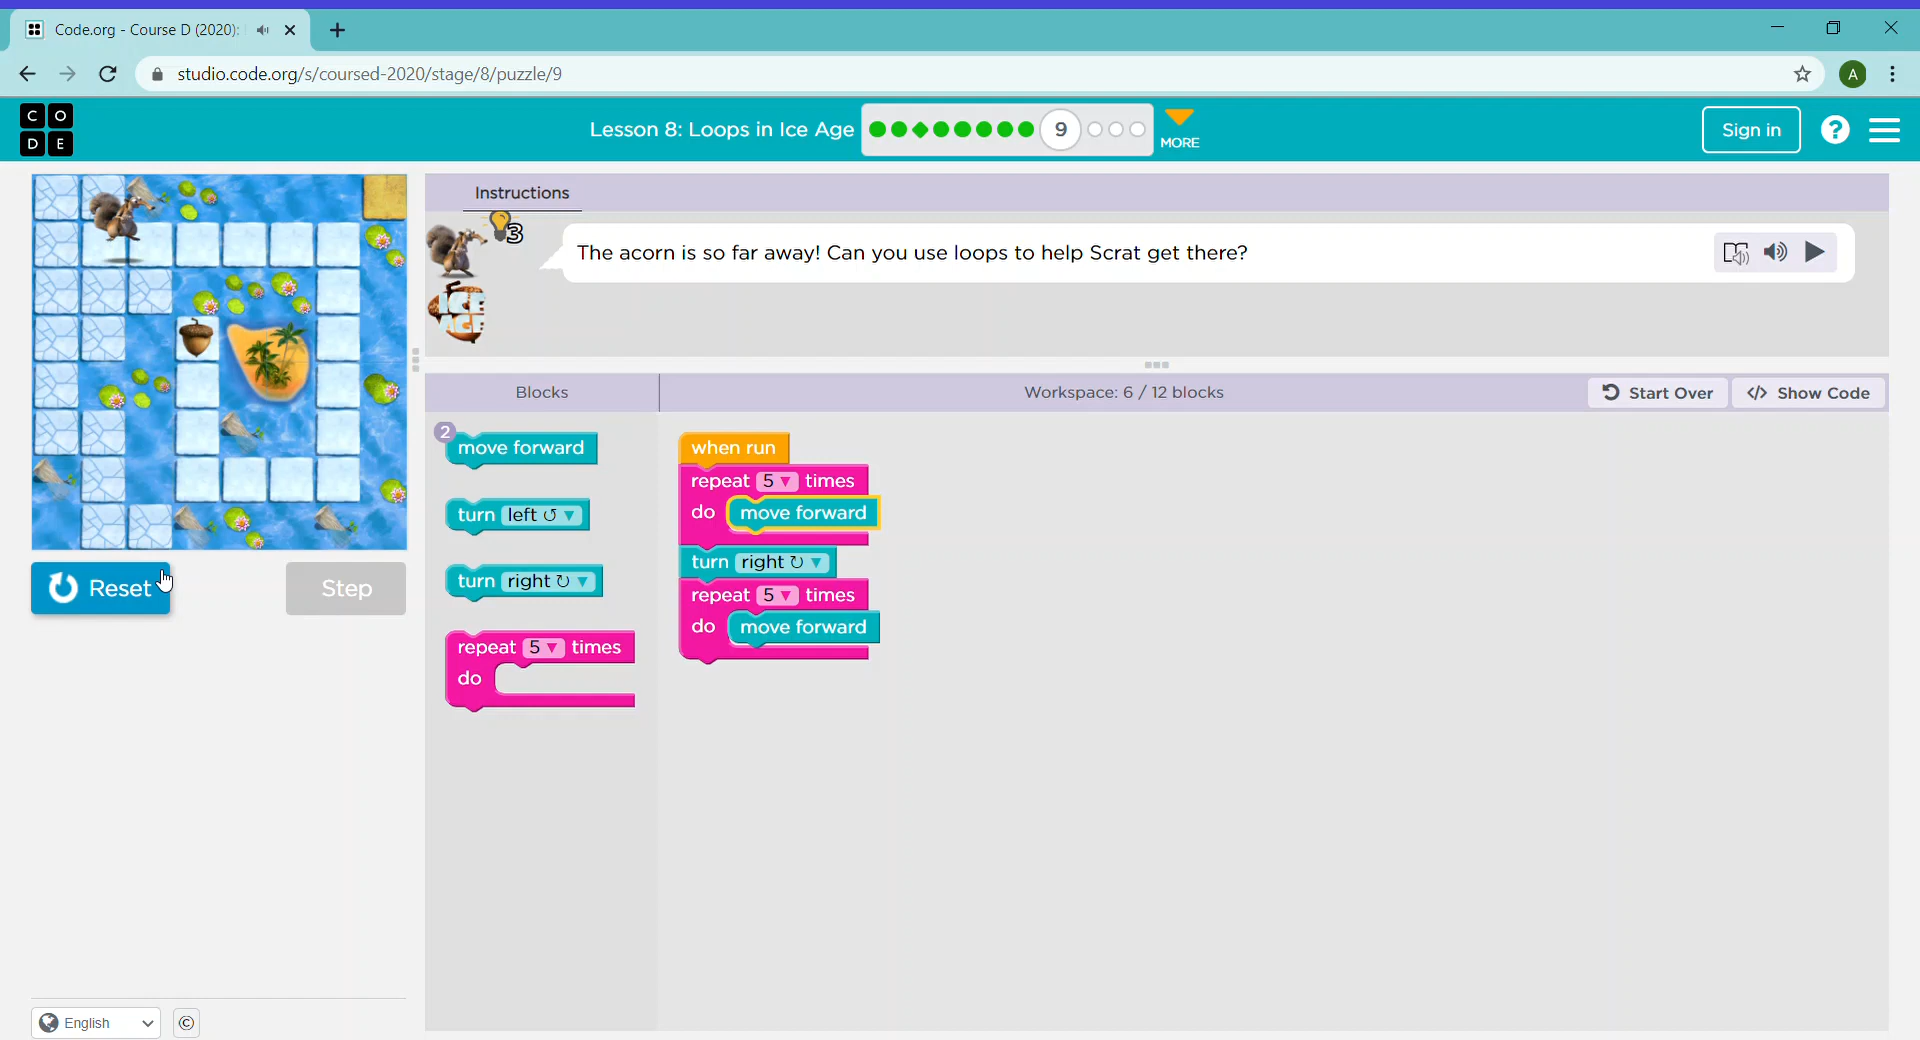 Code.org - Course D (2020):
studio.code.org/s/coursed-2020/stage/8/puzzle/9
A
C O
D E
Lesson 8: Loops in Ice Age
9
MORE
Sign in
?
Instructions
3
The acorn is so far away! Can you use loops to help Scrat get there?
ICE
AGE
Blocks
Workspace: 6 / 12 blocks
Start Over
</> Show Code
2
move forward
turn left
turn right
repeat 5 times
do
when run
repeat 5 times
do move forward
turn right
repeat 5 times
do move forward
Reset
Step
English
©